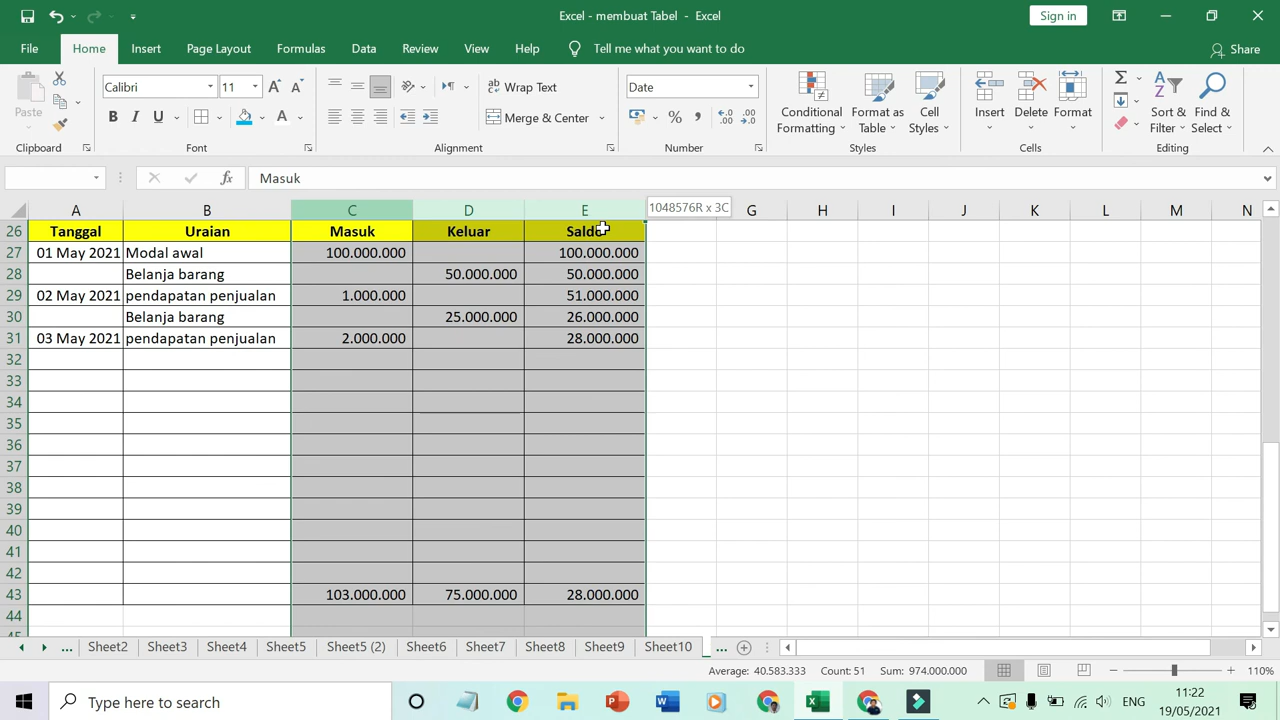 Excel - membuat Tabel - Excel
Sign in
File Home Insert Page Layout Formulas Data Review View Help Tell me what you want to do Share
Paste
Calibri 11
B I U A
Wrap Text
Merge & Center
Date
% ,
Conditional Formatting
Format as Table
Cell Styles
Insert
Delete
Format
Sort & Filter
Find & Select
Clipboard Font Alignment Number Styles Cells Editing
fx Masuk
1048576R x 3C
A B C D E G H I J K L M N
26 Tanggal Uraian Masuk Keluar Saldo
27 01 May 2021 Modal awal 100.000.000 100.000.000
28 Belanja barang 50.000.000 50.000.000
29 02 May 2021 pendapatan penjualan 1.000.000 51.000.000
30 Belanja barang 25.000.000 26.000.000
31 03 May 2021 pendapatan penjualan 2.000.000 28.000.000
32
33
34
35
36
37
38
39
40
41
42
43 103.000.000 75.000.000 28.000.000
44
45
... Sheet2 Sheet3 Sheet4 Sheet5 Sheet5 (2) Sheet6 Sheet7 Sheet8 Sheet9 Sheet10 ...
Average: 40.583.333 Count: 51 Sum: 974.000.000 110%
Type here to search
ENG
11:22
19/05/2021